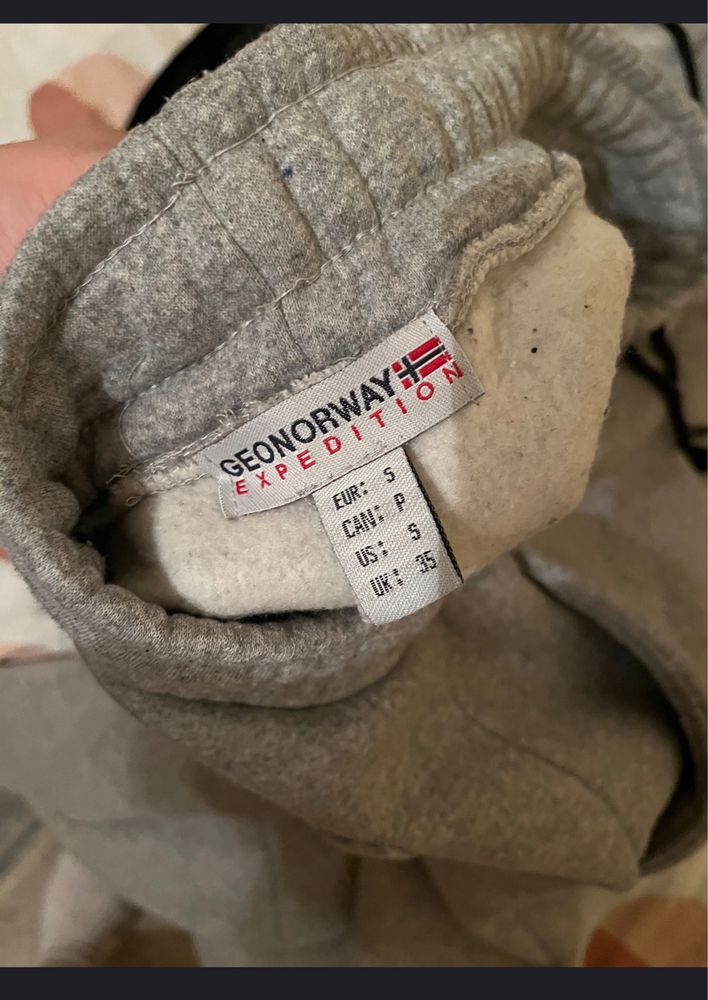 GEONORWAY
EXPEDITION
EUR: S
CAN: P
US: S
UK: 35